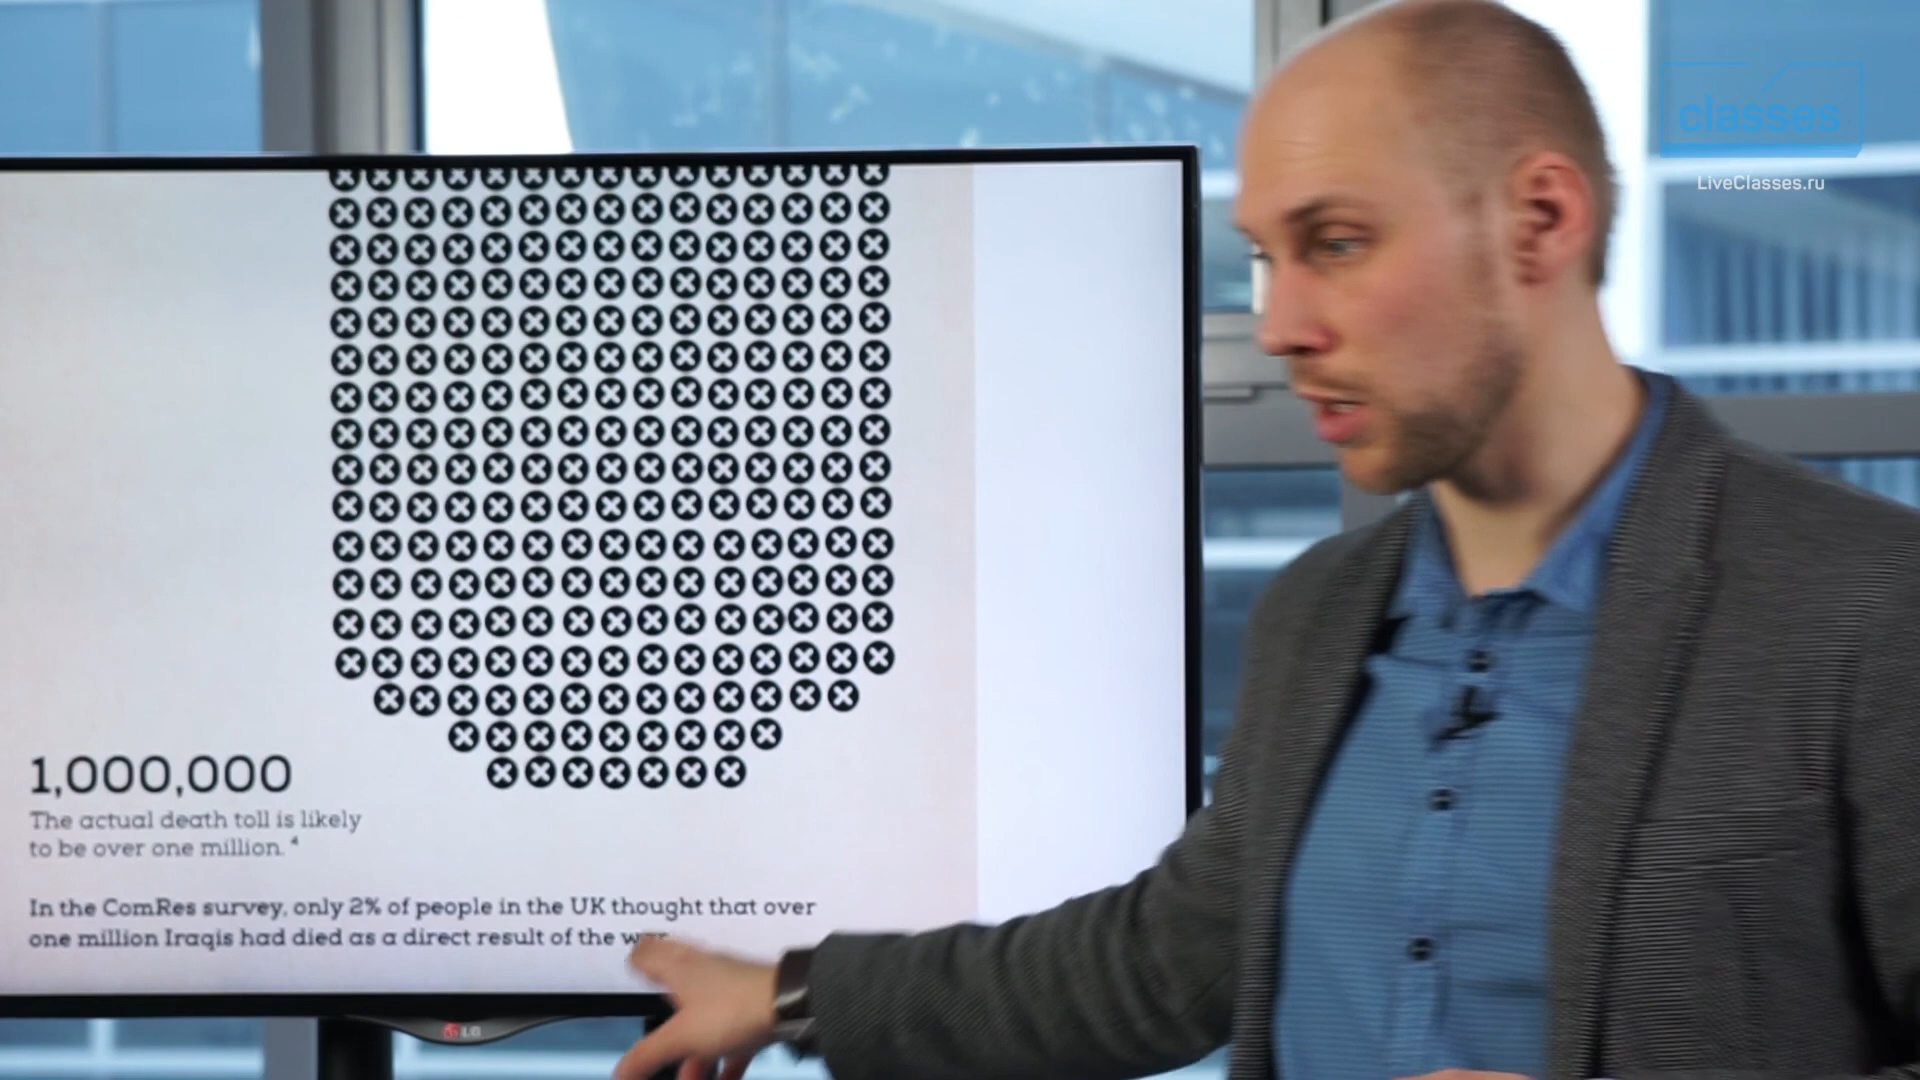 classes
LiveClasses.ru
1,000,000
The actual death toll is likely
to be over one million. 4
In the ComRes survey, only 2% of people in the UK thought that over
one million Iraqis had died as a direct result of the
LG